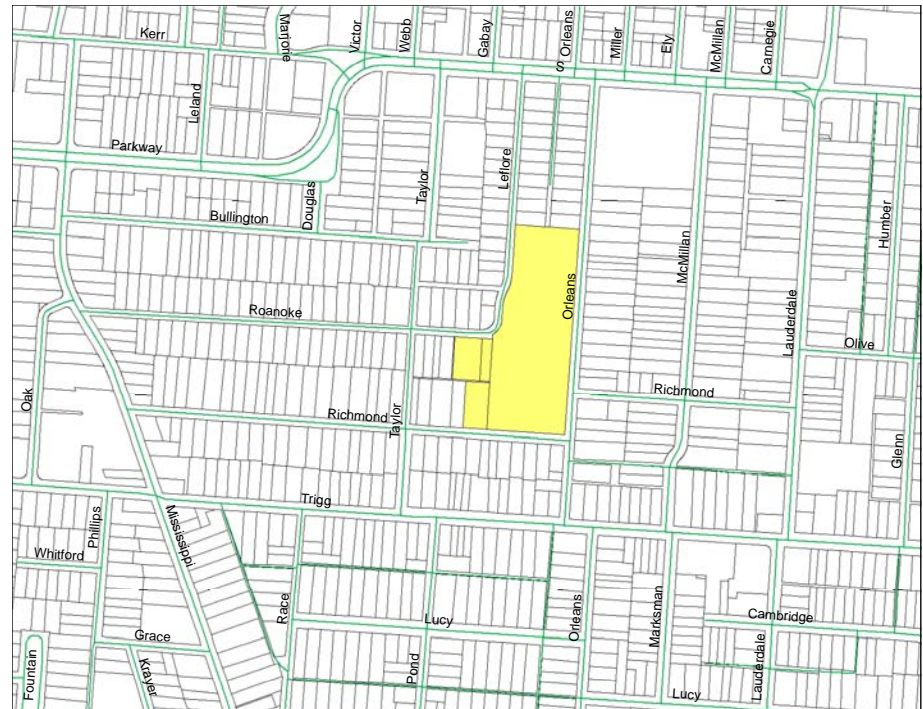 Kerr
Marjorie
Victor
Webb
Gabay
Orleans
S
Miller
Ely
McMillan
Carnegie
Leland
Parkway
Douglas
Taylor
Leflore
Bullington
Humber
Orleans
McMillan
Lauderdale
Roanoke
Olive
Oak
Richmond
Richmond
Taylor
Glenn
Trigg
Phillips
Mississippi
Whitford
Race
Lucy
Orleans
Marksman
Cambridge
Lauderdale
Grace
Fountain
Krayer
Pond
Lucy